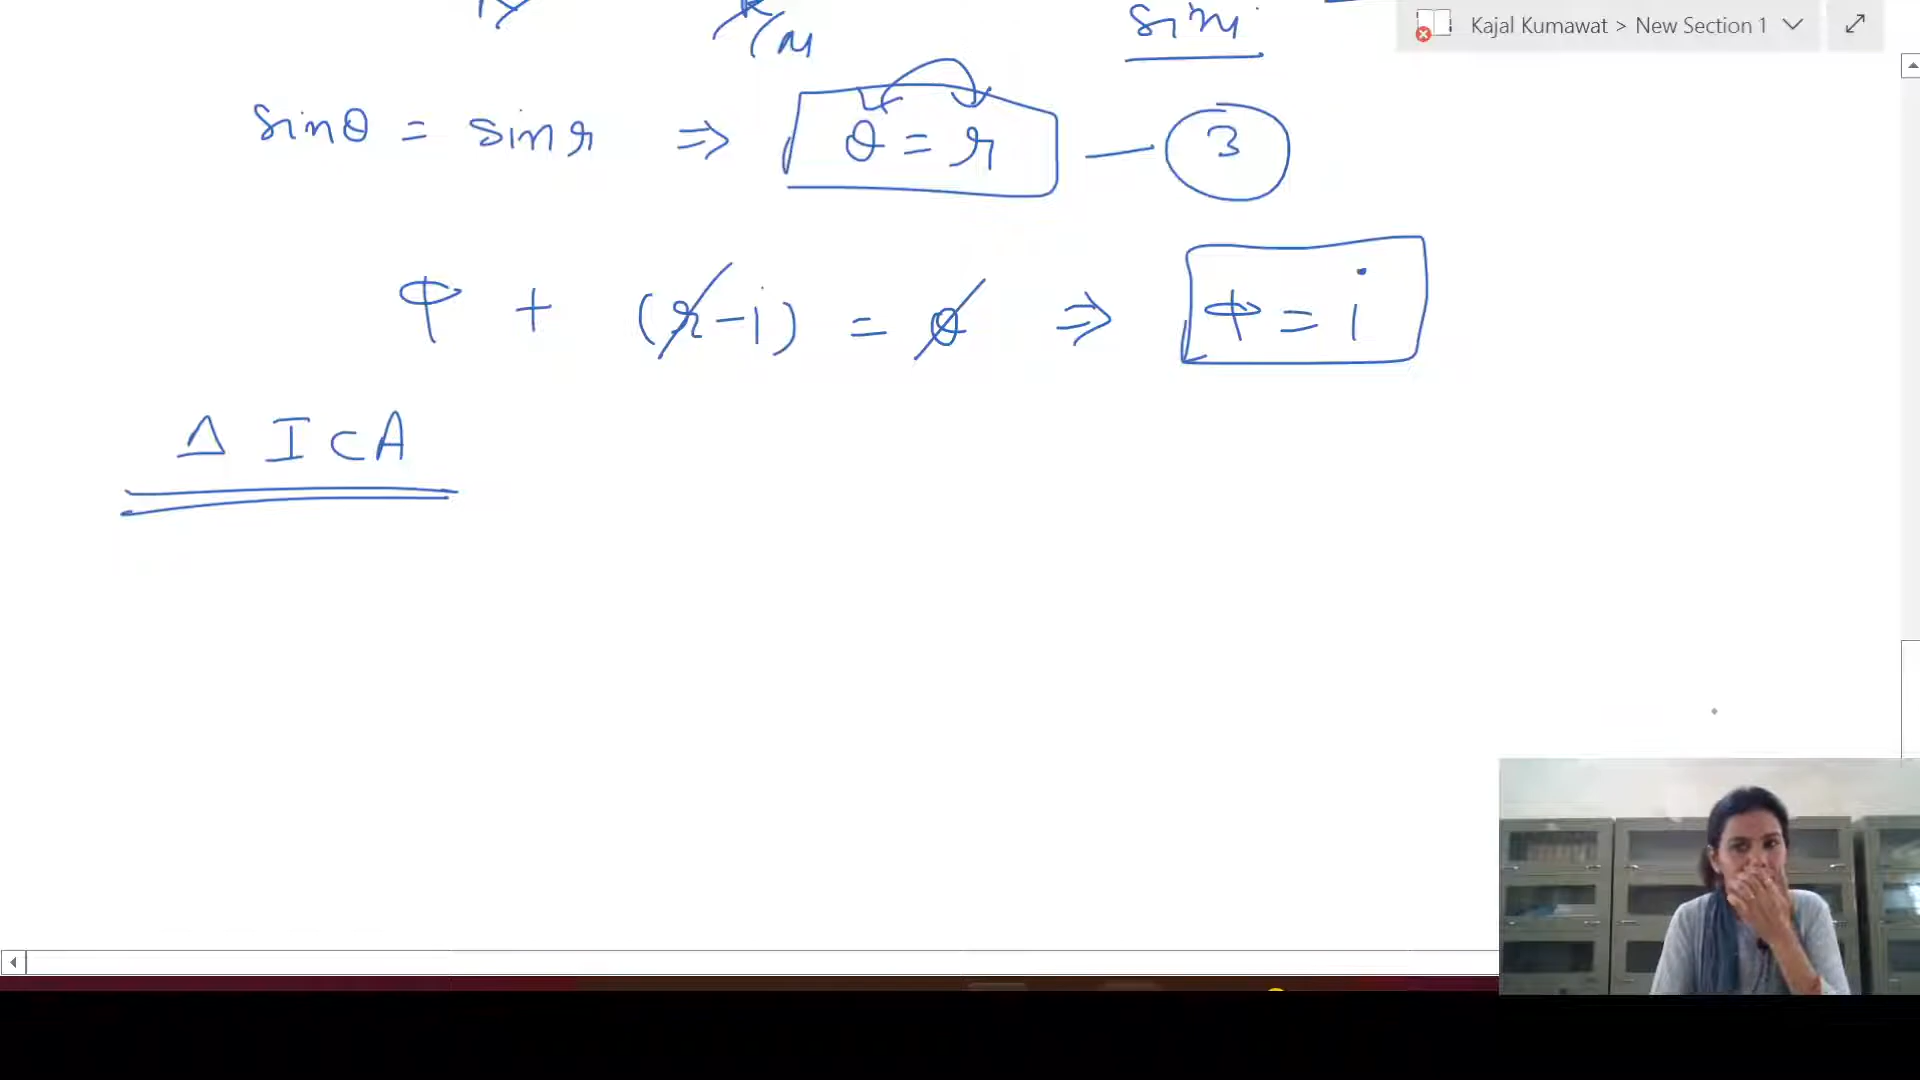 Kajal Kumawat > New Section 1
sin r
/μ
sinθ = sin r ⇒ θ = r — 3
φ + (r-i) = θ ⇒ φ = i
Δ ICA